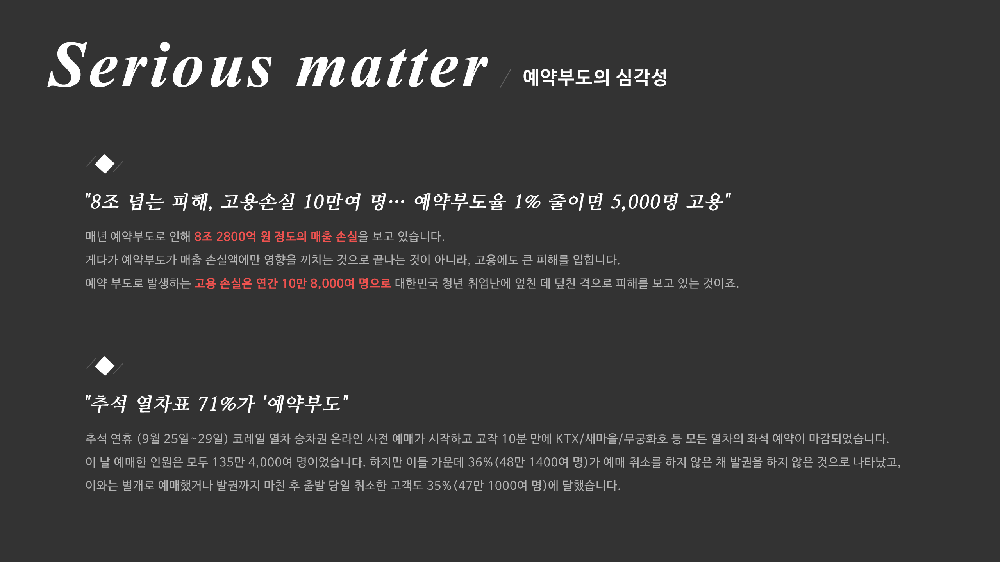 Serious matter / 예약부도의 심각성
"8조 넘는 피해, 고용손실 10만여 명··· 예약부도율 1% 줄이면 5,000명 고용"
매년 예약부도로 인해 8조 2800억 원 정도의 매출 손실을 보고 있습니다.
게다가 예약부도가 매출 손실액에만 영향을 끼치는 것으로 끝나는 것이 아니라, 고용에도 큰 피해를 입힙니다.
예약 부도로 발생하는 고용 손실은 연간 10만 8,000여 명으로 대한민국 청년 취업난에 엎친 데 덮친 격으로 피해를 보고 있는 것이죠.
"추석 열차표 71%가 '예약부도"
추석 연휴 (9월 25일~29일) 코레일 열차 승차권 온라인 사전 예매가 시작하고 고작 10분 만에 KTX/새마을/무궁화호 등 모든 열차의 좌석 예약이 마감되었습니다.
이 날 예매한 인원은 모두 135만 4,000여 명이었습니다. 하지만 이들 가운데 36%(48만 1400여 명)가 예매 취소를 하지 않은 채 발권을 하지 않은 것으로 나타났고,
이와는 별개로 예매했거나 발권까지 마친 후 출발 당일 취소한 고객도 35%(47만 1000여 명)에 달했습니다.